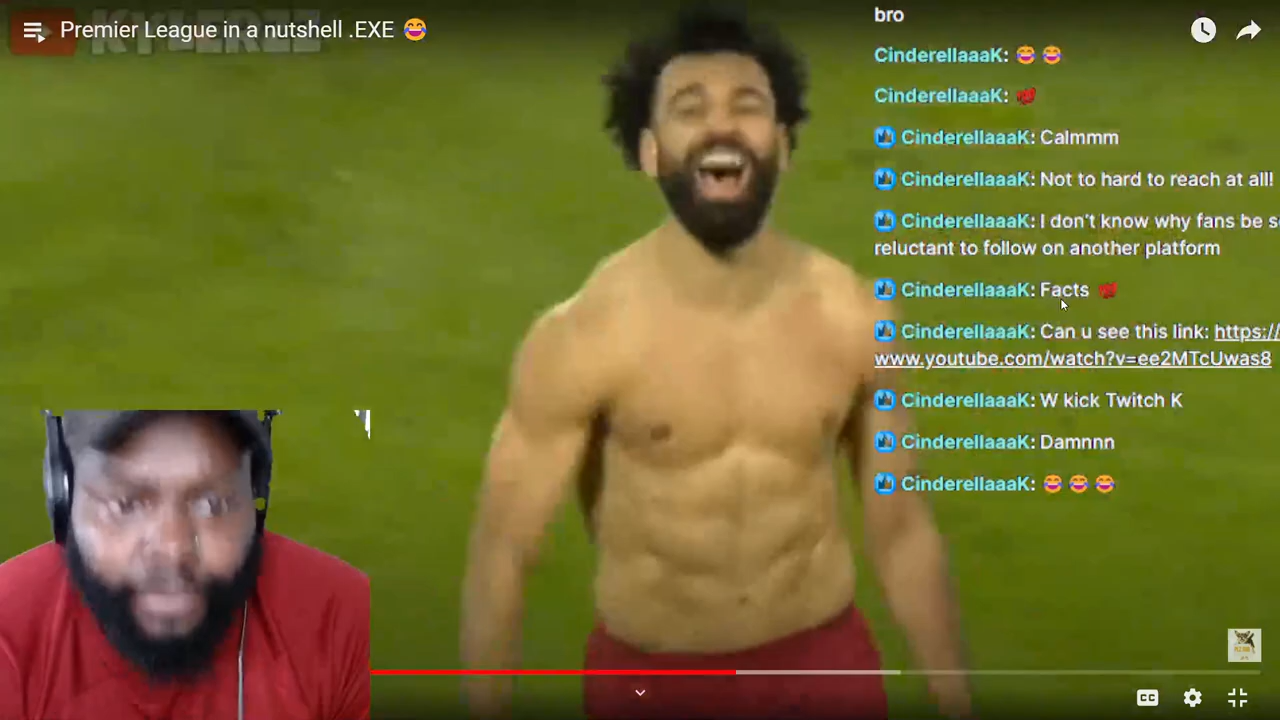 Premier League in a nutshell .EXE 😂
bro
CinderellaaaK: 😂 😂
CinderellaaaK:
CinderellaaaK: Calmmm
CinderellaaaK: Not to hard to reach at all!
CinderellaaaK: I don't know why fans be
reluctant to follow on another platform
CinderellaaaK: Facts
CinderellaaaK: Can u see this link: https://
www.youtube.com/watch?v=ee2MTcUwas8
CinderellaaaK: W kick Twitch K
CinderellaaaK: Damnnn
CinderellaaaK: 😂 😂 😂
CC